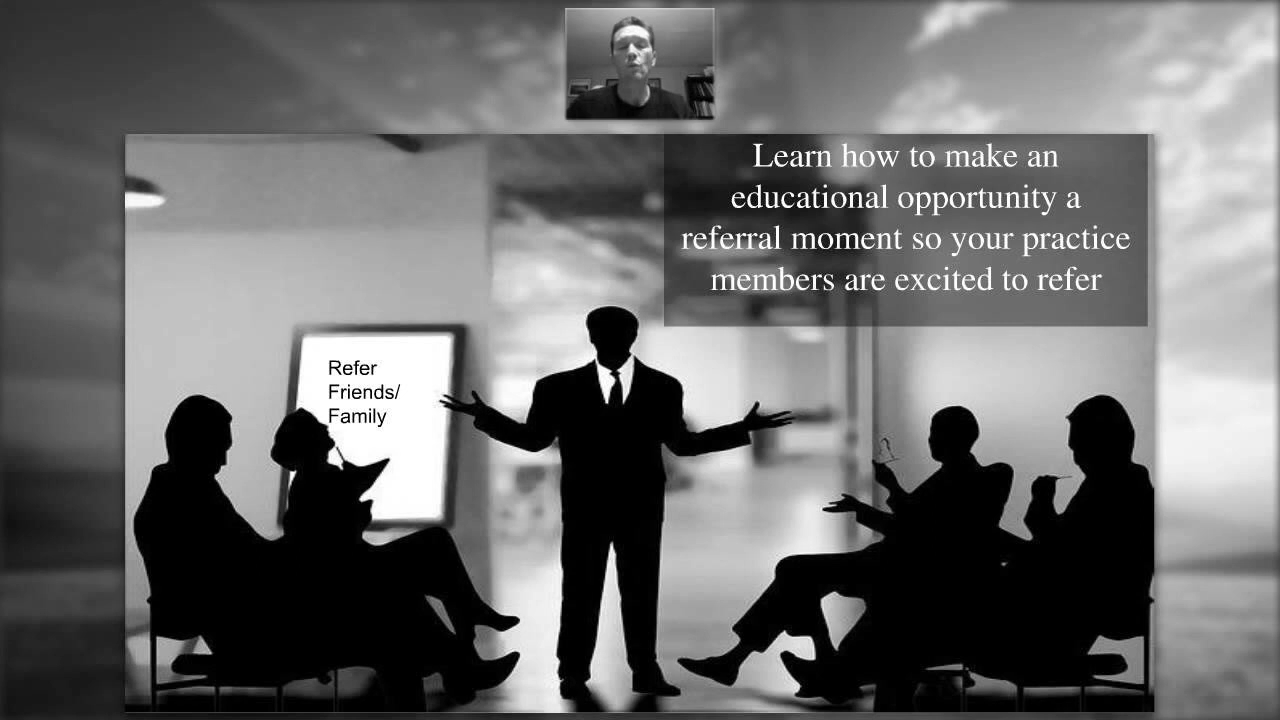 Learn how to make an
educational opportunity a
referral moment so your practice
members are excited to refer
Refer
Friends/
Family